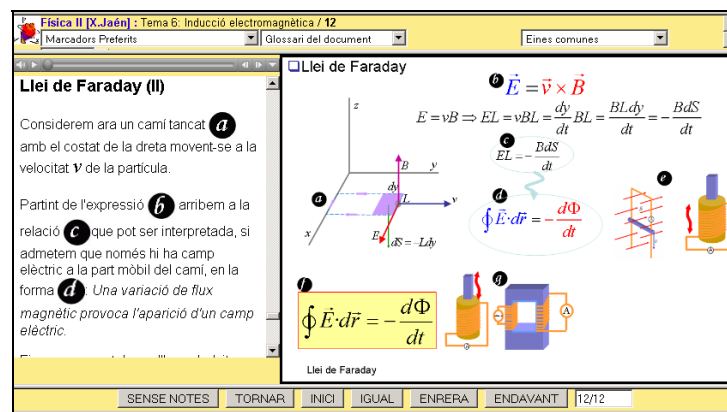 Física II [X.Jaén] : Tema 6: Inducció electromagnètica / 12
Marcadors Preferits
Glossari del document
Eines comunes
Llei de Faraday (II)
Considerem ara un camí tancat a
amb el costat de la dreta movent-se a la
velocitat v de la partícula.
Partint de l'expressió b arribem a la
relació c que pot ser interpretada, si
admetem que només hi ha camp
elèctric a la part mòbil del camí, en la
forma d: Una variació de flux
magnètic provoca l'aparició d'un camp
elèctric.
❑Llei de Faraday
b E⃗ = v⃗ × B⃗
E = vB ⇒ EL = vBL = dy/dt BL = BLdy/dt = − BdS/dt
c
EL = − BdS/dt
d
∮E⃗·dr⃗ = − dΦ/dt
e
z
B
y
dy
a
L
v
x
E
dS = −Ldy
f
∮E⃗·dr⃗ = − dΦ/dt
g
A
Llei de Faraday
SENSE NOTES
TORNAR
INICI
IGUAL
ENRERA
ENDAVANT
12/12